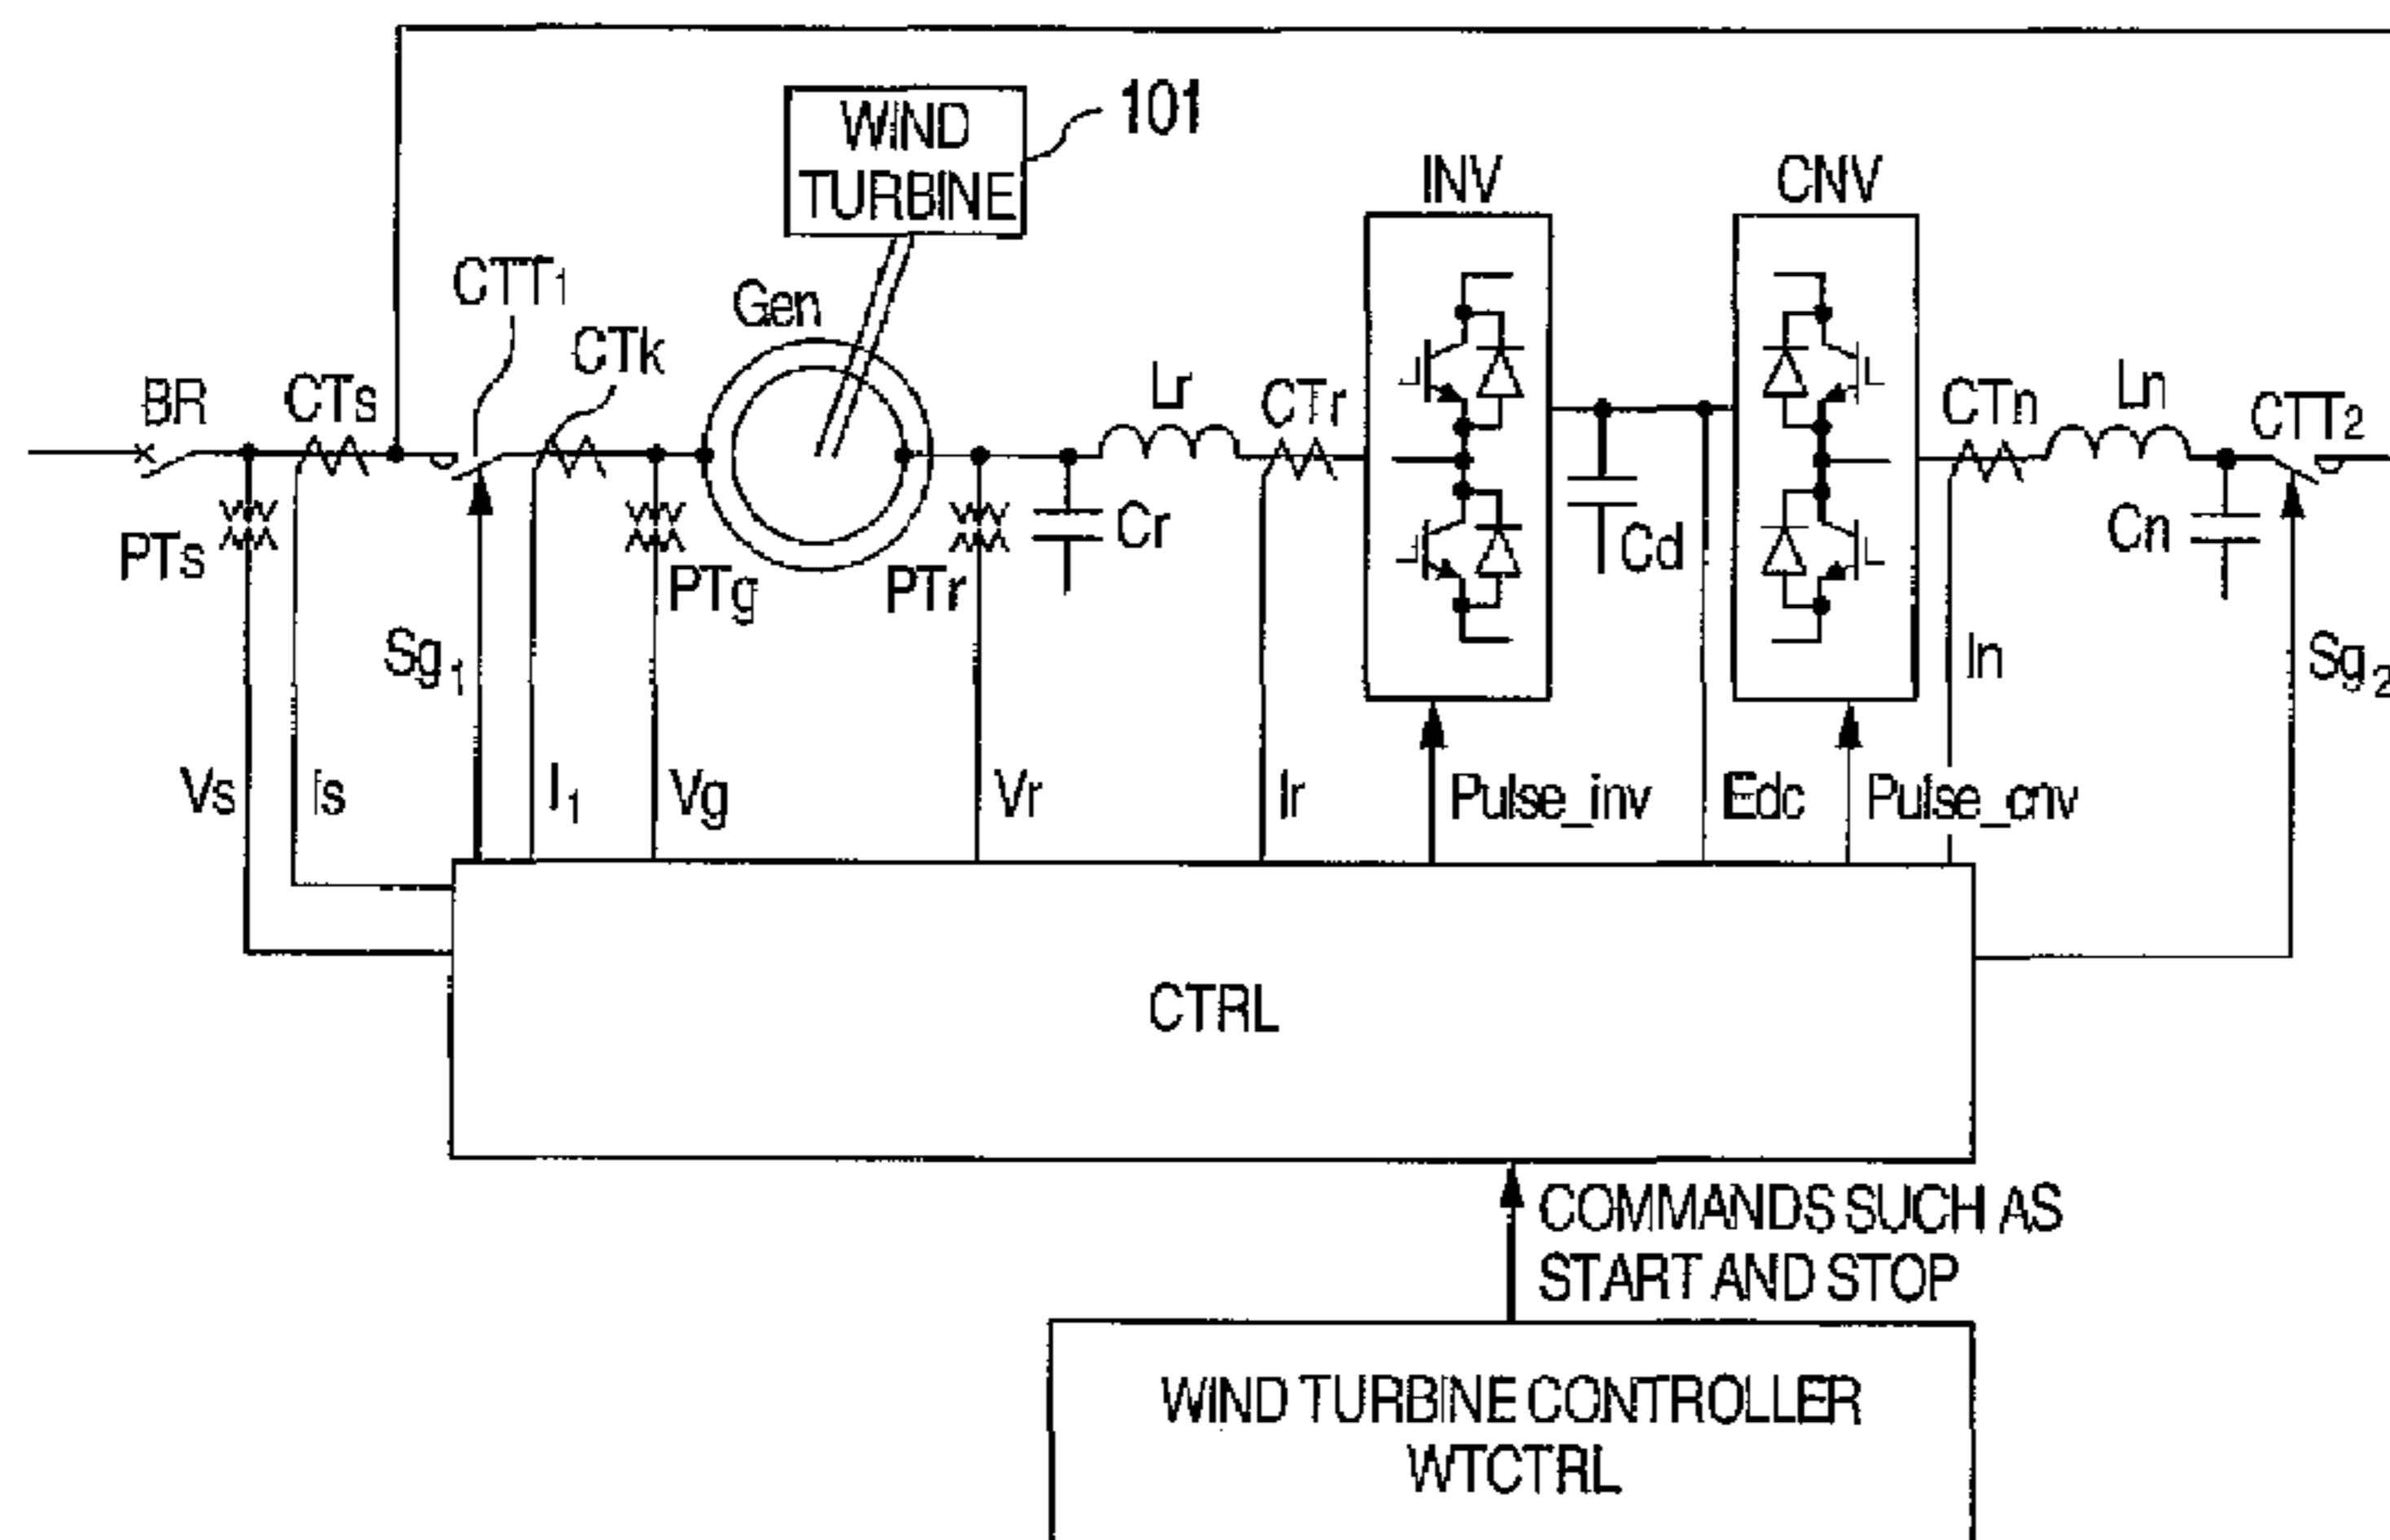 WIND
TURBINE
101
INV
CNV
CTT1
Gen
CTk
BR
CTs
Lr
CTr
CTn
Ln
CTT2
PTs
PTg
PTr
Cr
Cd
Cn
Sg1
In
Sg2
Vs
Is
I1
Vg
Vr
Ir
Pulse_inv
Edc
Pulse_cnv
CTRL
COMMANDS SUCH AS
START AND STOP
WIND TURBINE CONTROLLER
WTCTRL